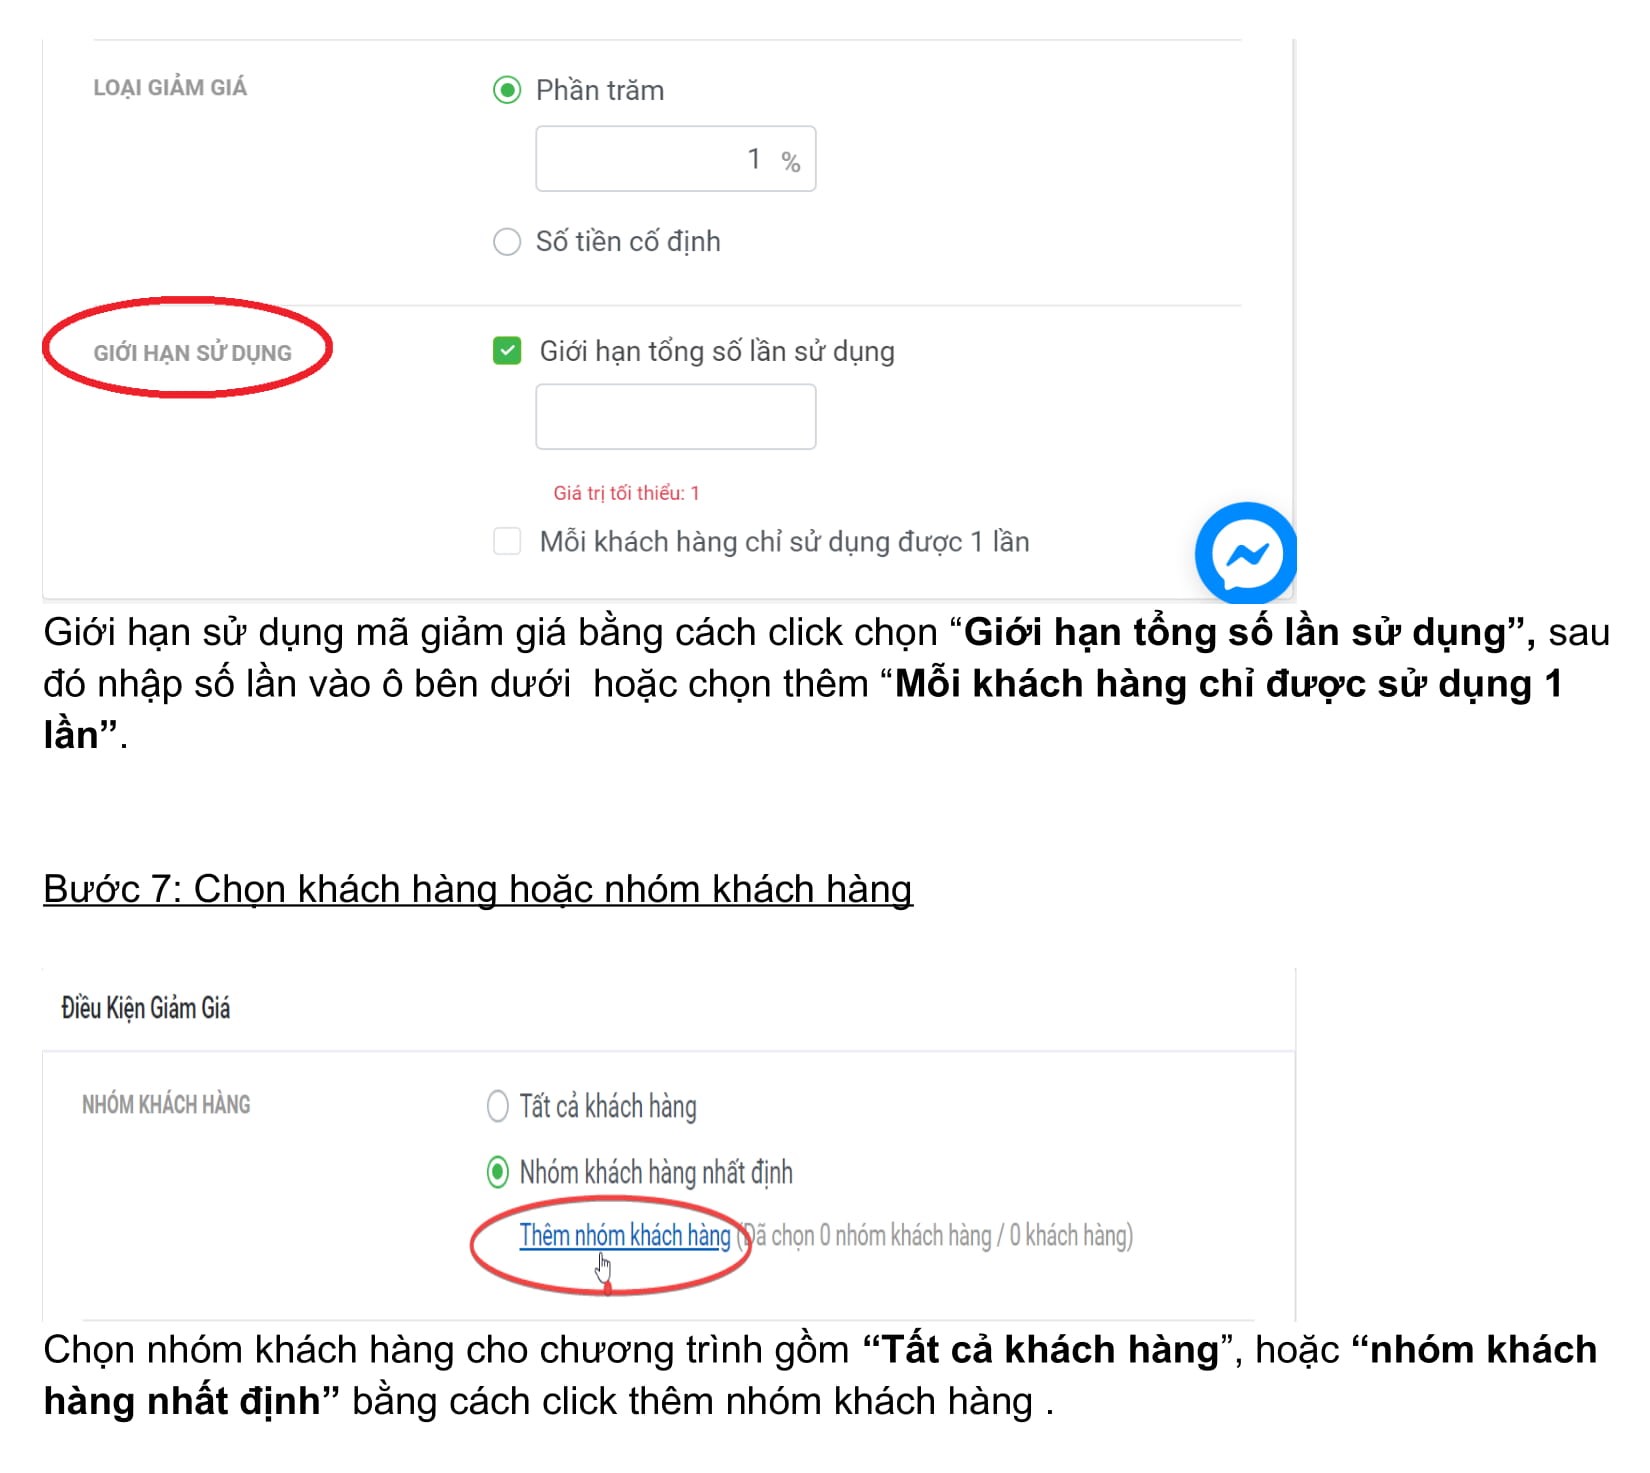 LOẠI GIẢM GIÁ
Phần trăm
1 %
Số tiền cố định
GIỚI HẠN SỬ DỤNG
Giới hạn tổng số lần sử dụng
Giá trị tối thiểu: 1
Mỗi khách hàng chỉ sử dụng được 1 lần
Giới hạn sử dụng mã giảm giá bằng cách click chọn “Giới hạn tổng số lần sử dụng”, sau
đó nhập số lần vào ô bên dưới  hoặc chọn thêm “Mỗi khách hàng chỉ được sử dụng 1
lần”.
Bước 7: Chọn khách hàng hoặc nhóm khách hàng
Điều Kiện Giảm Giá
NHÓM KHÁCH HÀNG
Tất cả khách hàng
Nhóm khách hàng nhất định
Thêm nhóm khách hàng (Đã chọn 0 nhóm khách hàng / 0 khách hàng)
Chọn nhóm khách hàng cho chương trình gồm “Tất cả khách hàng”, hoặc “nhóm khách
hàng nhất định” bằng cách click thêm nhóm khách hàng .